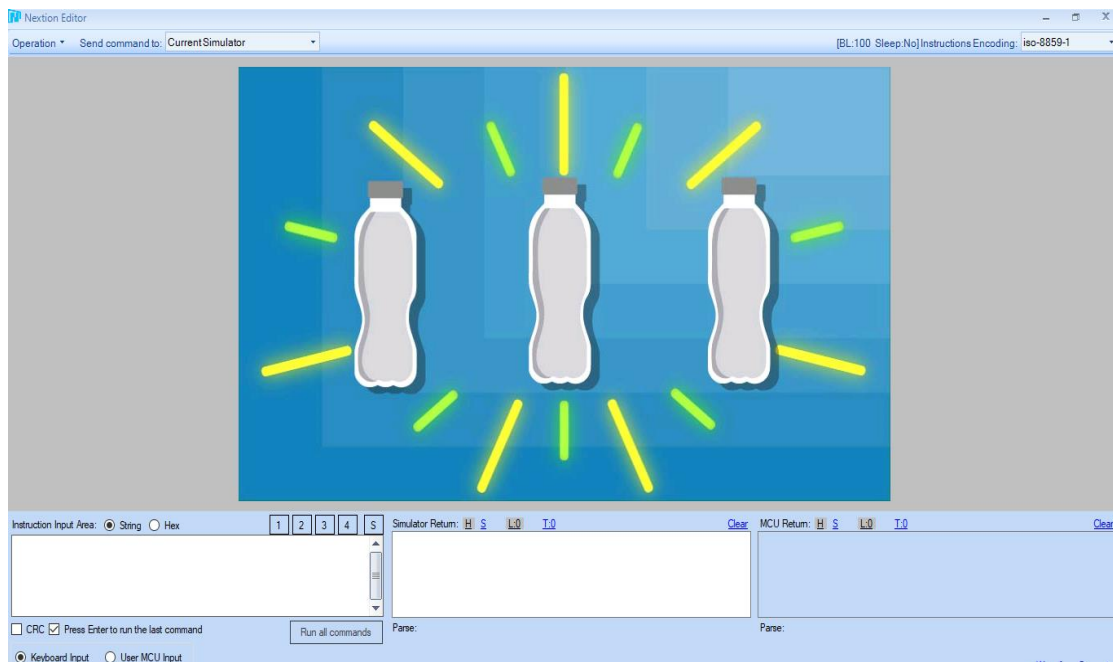 Nextion Editor
Operation Send command to: Current Simulator [BL:100 Sleep:No] Instructions Encoding: iso-8859-1
Instruction Input Area: String Hex 1 2 3 4 S Simulator Return: H S L:0 T:0 Clear MCU Return: H S L:0 T:0 Clear
CRC Press Enter to run the last command Run all commands Parse: Parse:
Keyboard Input User MCU Input